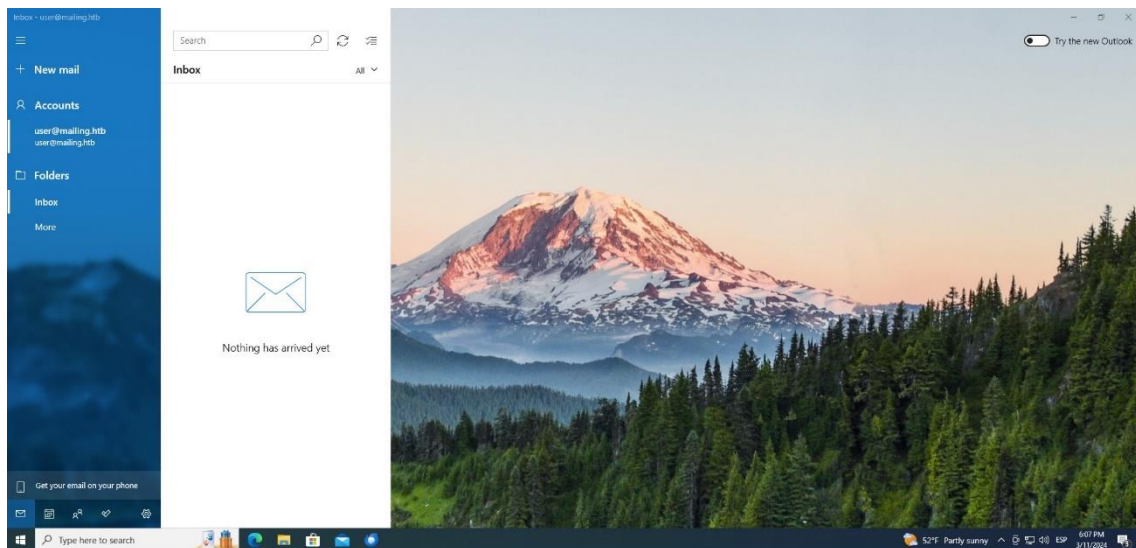 Inbox - user@mailing.htb
Search
Try the new Outlook
New mail
Inbox
All
Accounts
user@mailing.htb
user@mailing.htb
Folders
Inbox
More
Nothing has arrived yet
Get your email on your phone
Type here to search
52°F Partly sunny
ESP
6:07 PM
3/11/2024